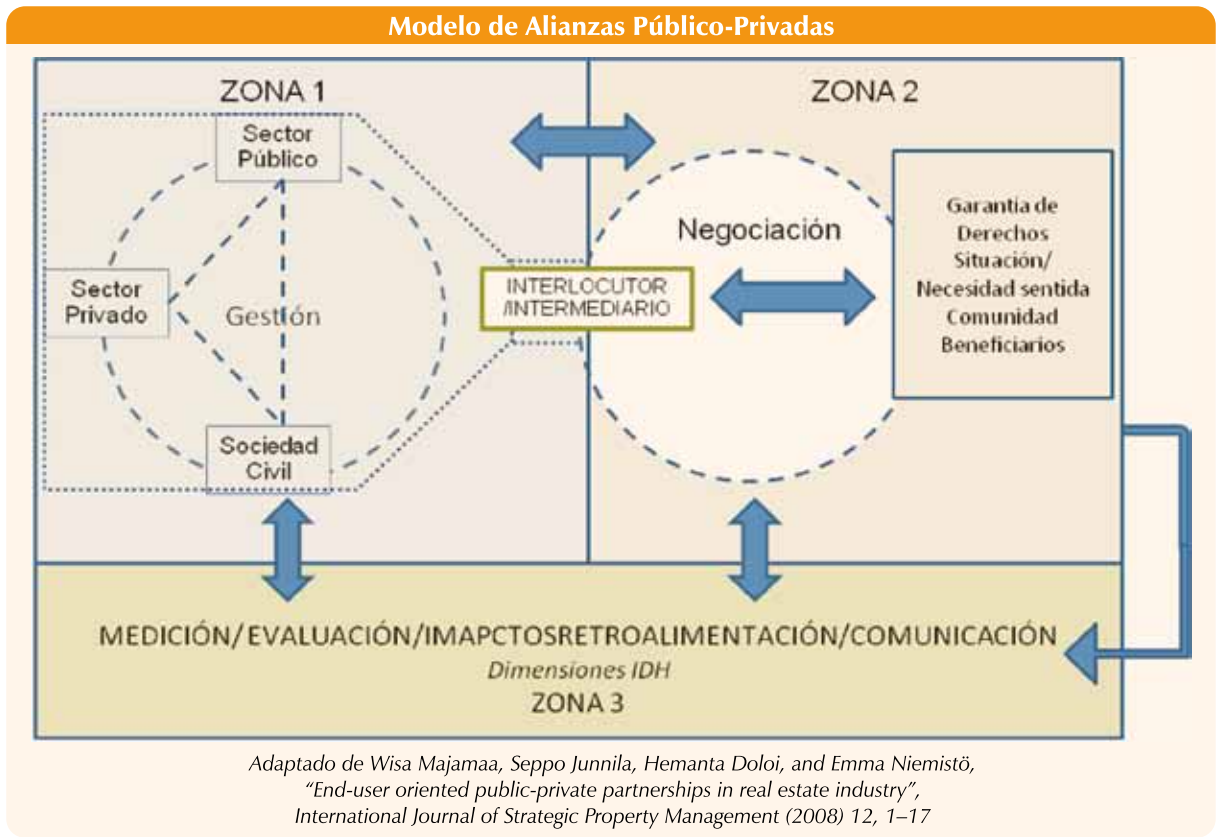 Modelo de Alianzas Público-Privadas
ZONA 1
Sector
Público
Sector
Privado
Gestión
Sociedad
Civil
INTERLOCUTOR
/INTERMEDIARIO
ZONA 2
Negociación
Garantía de
Derechos
Situación/
Necesidad sentida
Comunidad
Beneficiarios
MEDICIÓN/EVALUACIÓN/IMAPCTOSRETROALIMENTACIÓN/COMUNICACIÓN
Dimensiones IDH
ZONA 3
Adaptado de Wisa Majamaa, Seppo Junnila, Hemanta Doloi, and Emma Niemistö,
“End-user oriented public-private partnerships in real estate industry”,
International Journal of Strategic Property Management (2008) 12, 1–17